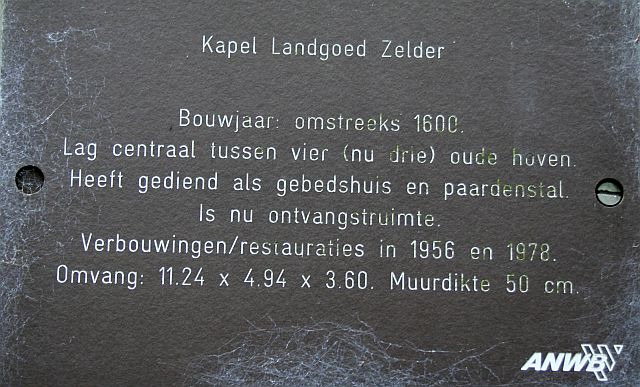 Kapel Landgoed Zelder
Bouwjaar: omstreeks 1600.
Lag centraal tussen vier (nu drie) oude hoven.
Heeft gediend als gebedshuis en paardenstal.
Is nu ontvangstruimte.
Verbouwingen/restauraties in 1956 en 1978.
Omvang: 11.24 x 4.94 x 3.60. Muurdikte 50 cm.
ANWB